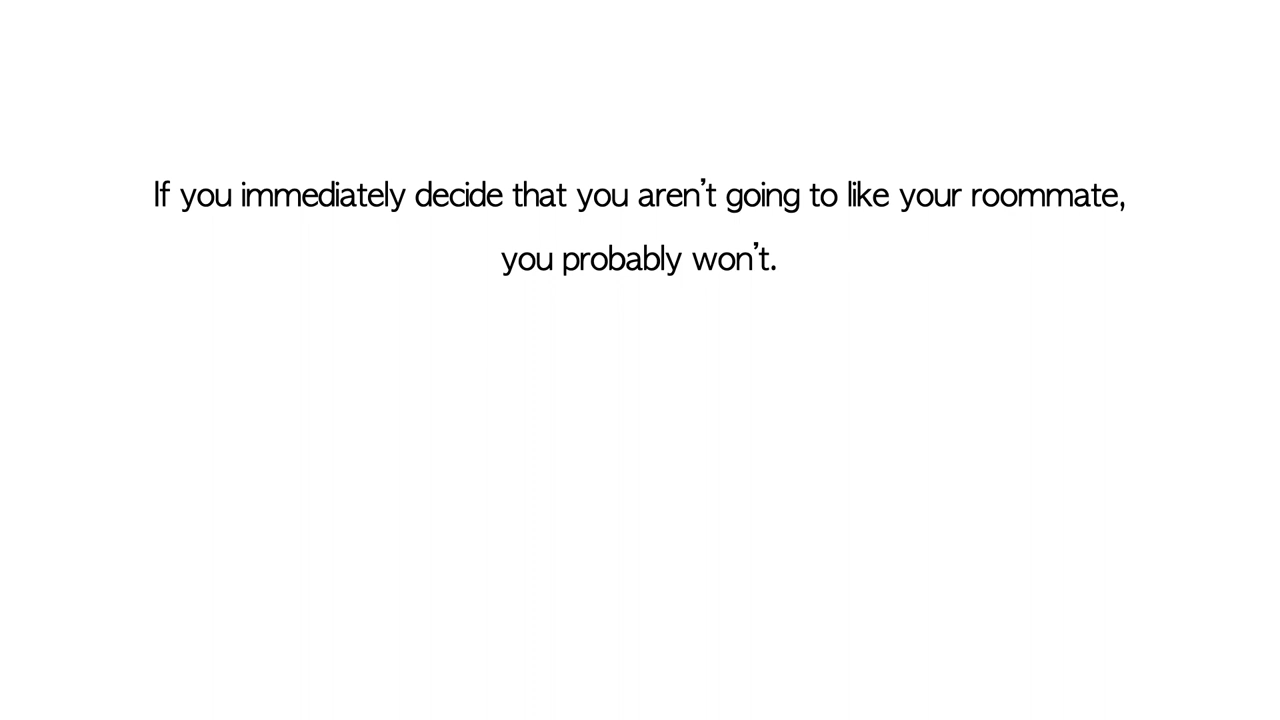 If you immediately decide that you aren’t going to like your roommate,
you probably won’t.